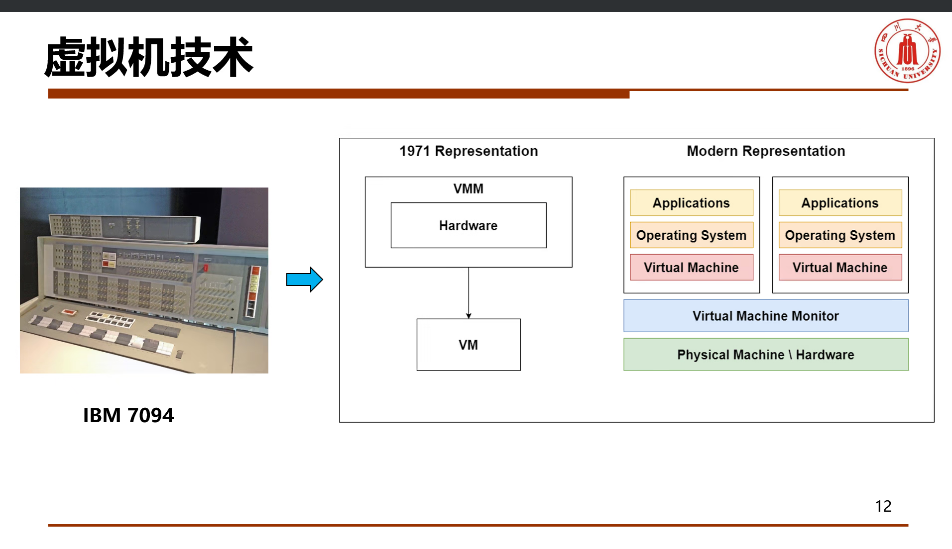 虚拟机技术
四川大学
SICHUAN UNIVERSITY
1896
IBM 7094
1971 Representation
VMM
Hardware
VM
Modern Representation
Applications
Operating System
Virtual Machine
Applications
Operating System
Virtual Machine
Virtual Machine Monitor
Physical Machine \ Hardware
12